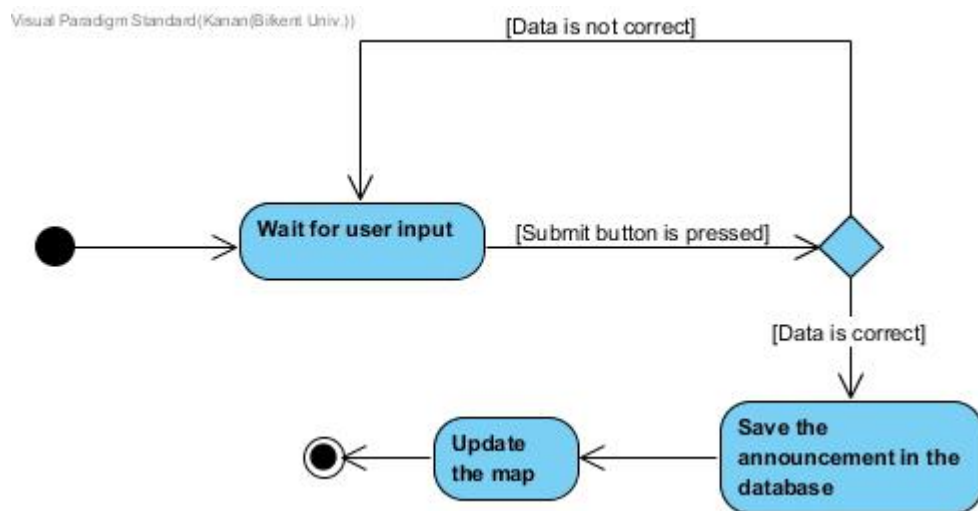 Visual Paradigm Standard(Kanan(Bilkent Univ.))
[Data is not correct]
Wait for user input
[Submit button is pressed]
[Data is correct]
Update
the map
Save the
announcement in the
database